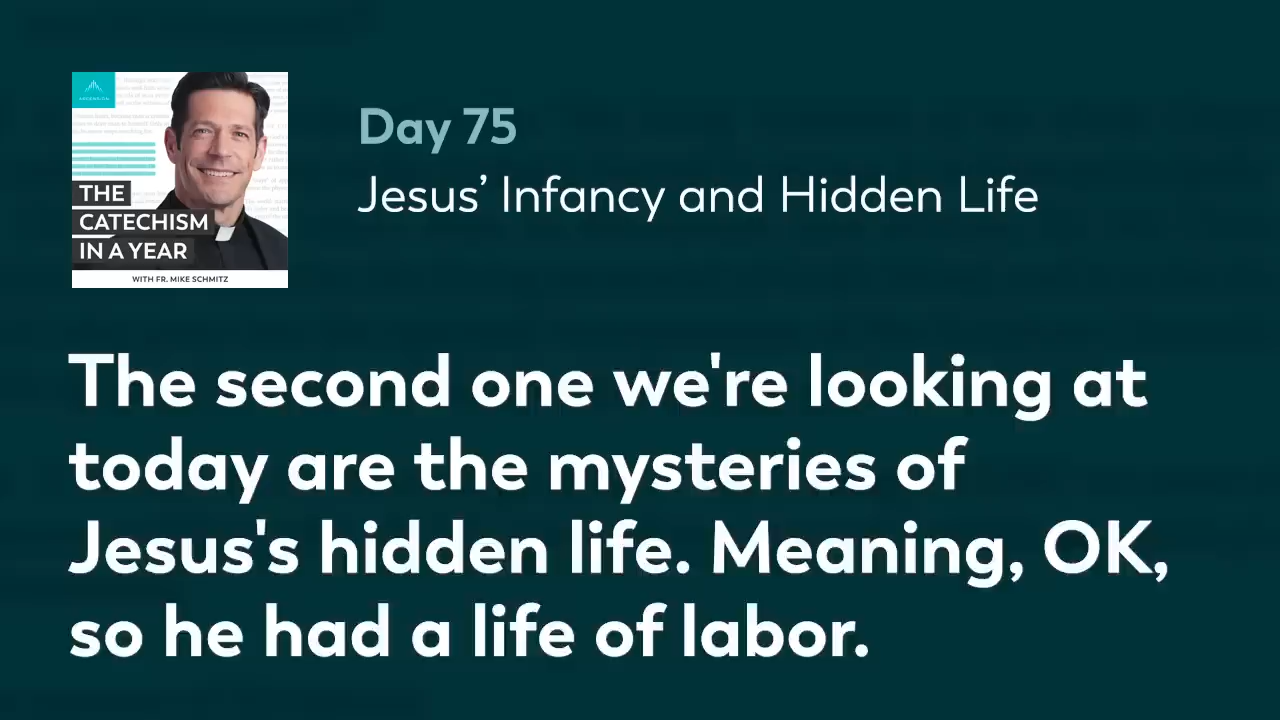 ASCENSION
THE
CATECHISM
IN A YEAR
WITH FR. MIKE SCHMITZ
Day 75
Jesus’ Infancy and Hidden Life
The second one we're looking at
today are the mysteries of
Jesus's hidden life. Meaning, OK,
so he had a life of labor.